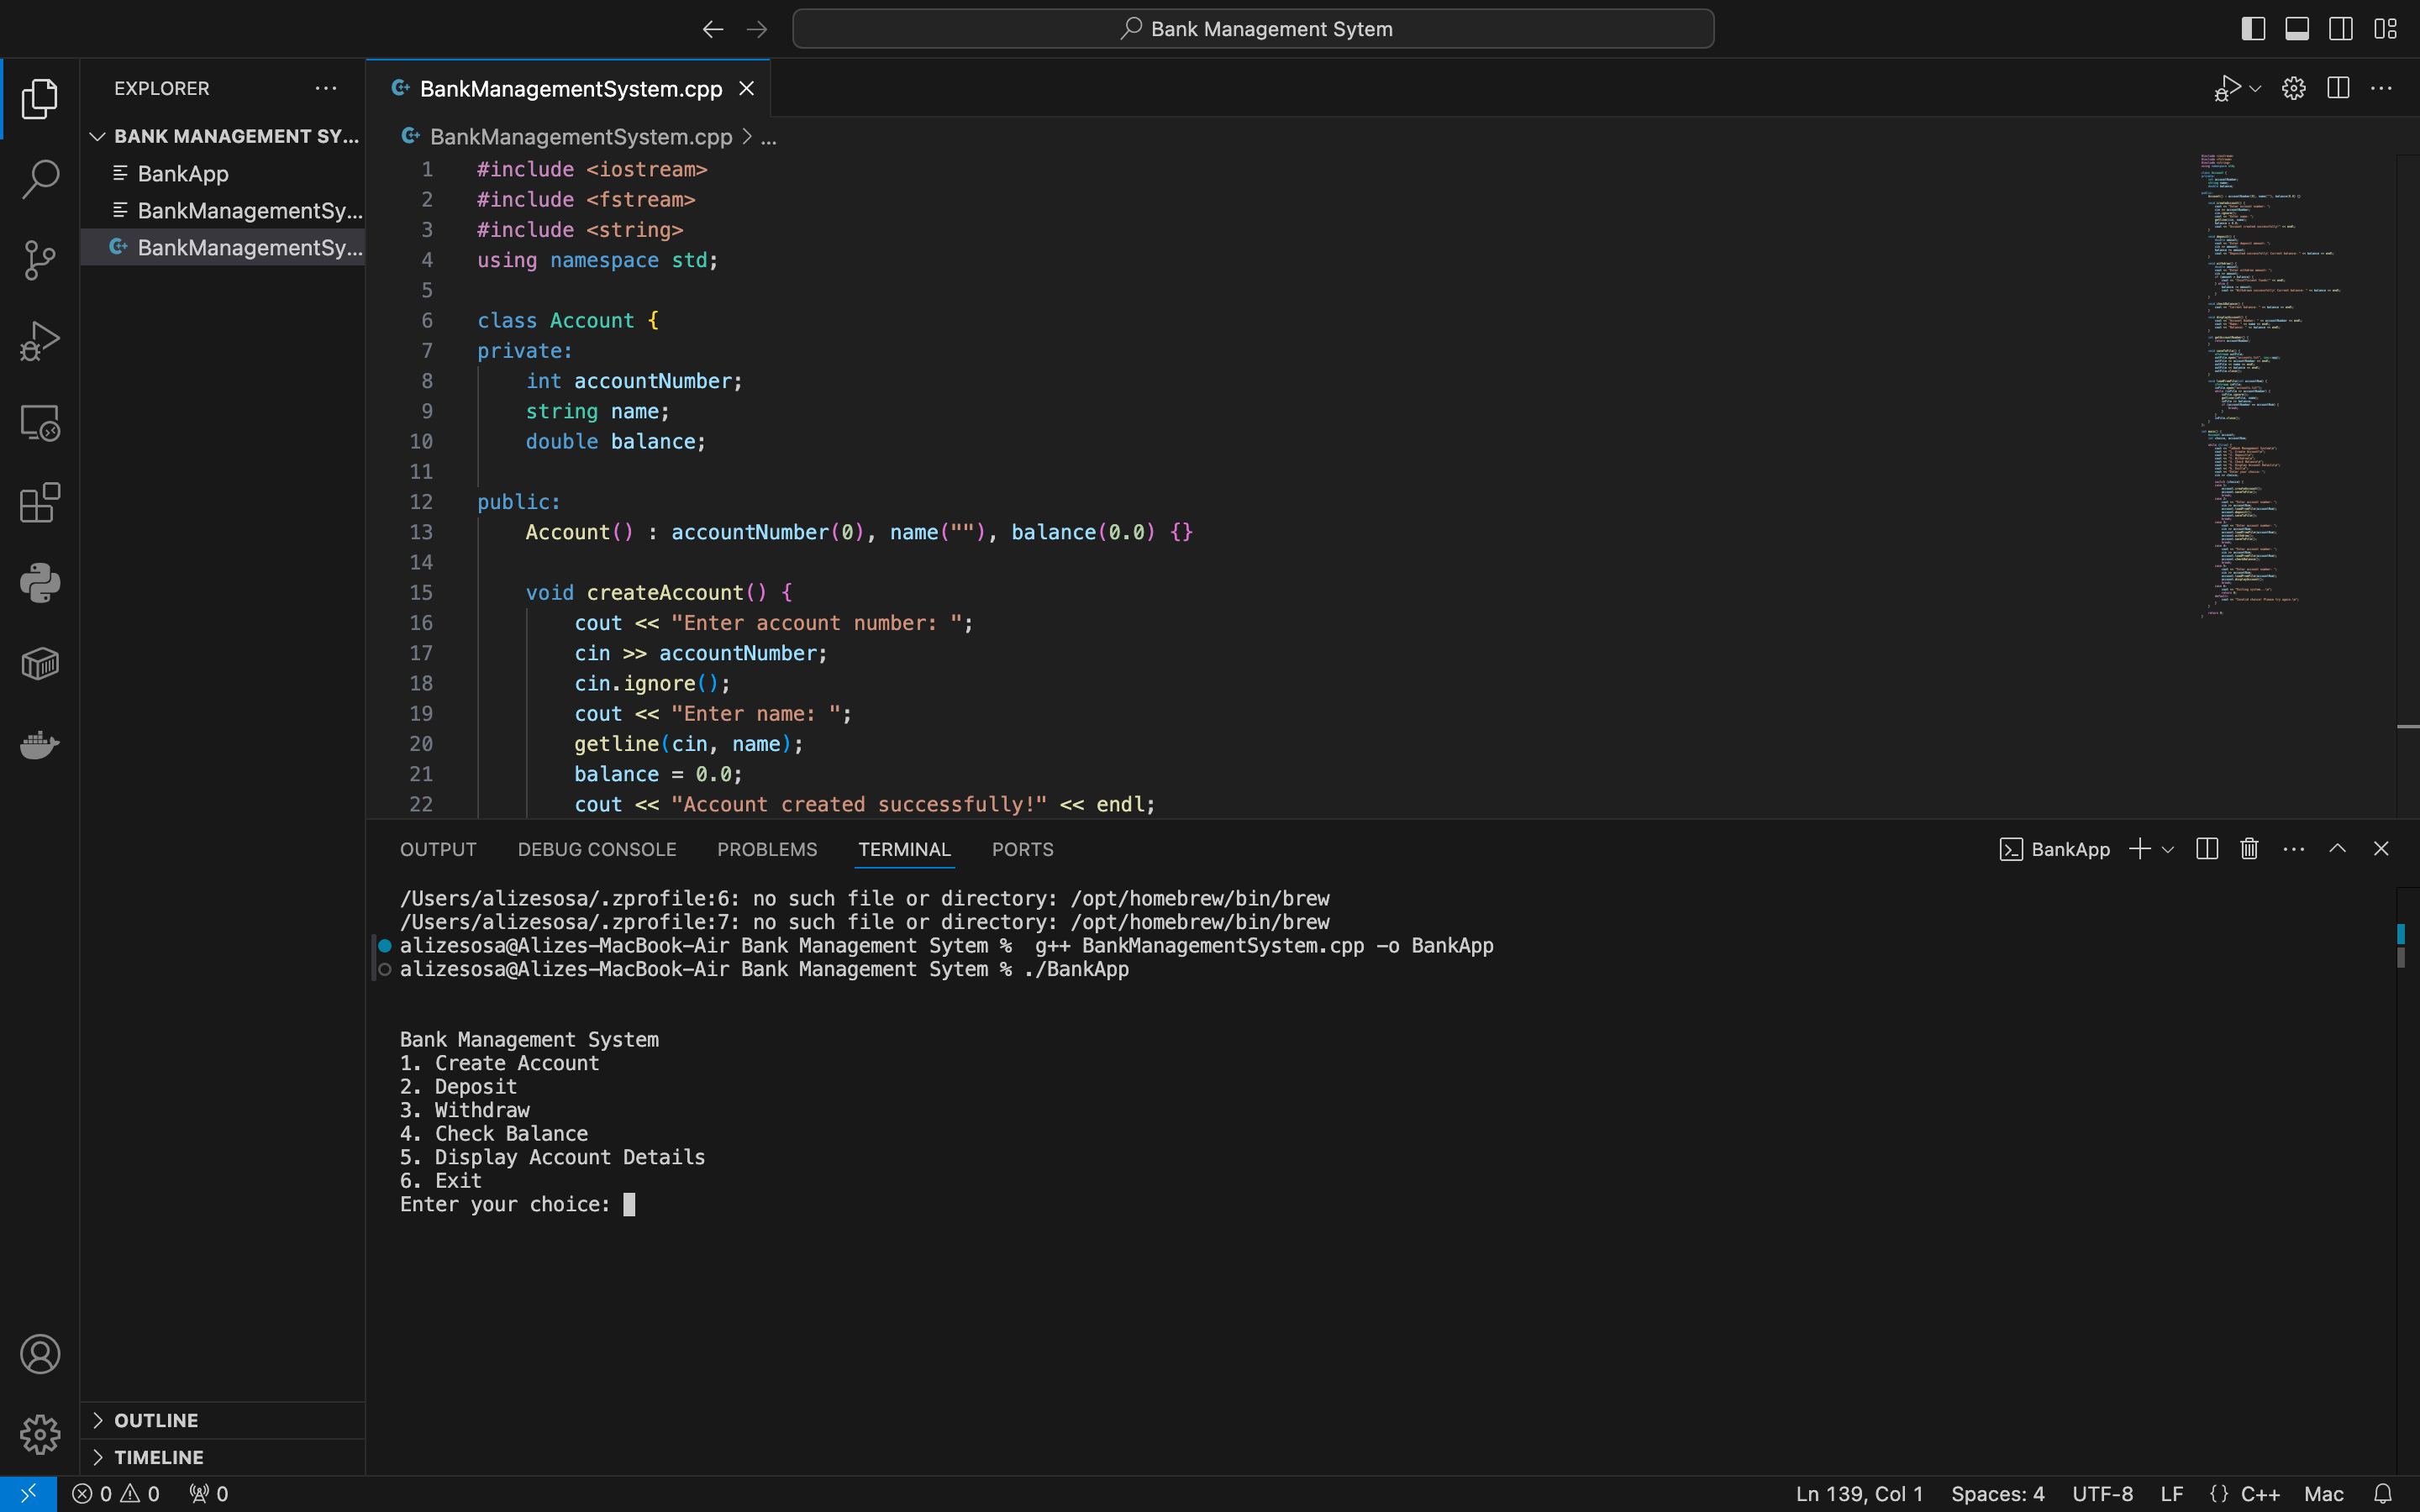 Bank Management Sytem
EXPLORER
BANK MANAGEMENT SY...
BankApp
BankManagementSy...
BankManagementSy...
BankManagementSystem.cpp
BankManagementSystem.cpp > ...
1 #include <iostream>
2 #include <fstream>
3 #include <string>
4 using namespace std;
5
6 class Account {
7 private:
8 int accountNumber;
9 string name;
10 double balance;
11
12 public:
13 Account() : accountNumber(0), name(""), balance(0.0) {}
14
15 void createAccount() {
16 cout << "Enter account number: ";
17 cin >> accountNumber;
18 cin.ignore();
19 cout << "Enter name: ";
20 getline(cin, name);
21 balance = 0.0;
22 cout << "Account created successfully!" << endl;
OUTPUT DEBUG CONSOLE PROBLEMS TERMINAL PORTS
BankApp
/Users/alizesosa/.zprofile:6: no such file or directory: /opt/homebrew/bin/brew
/Users/alizesosa/.zprofile:7: no such file or directory: /opt/homebrew/bin/brew
alizesosa@Alizes-MacBook-Air Bank Management Sytem %  g++ BankManagementSystem.cpp -o BankApp
alizesosa@Alizes-MacBook-Air Bank Management Sytem % ./BankApp
Bank Management System
1. Create Account
2. Deposit
3. Withdraw
4. Check Balance
5. Display Account Details
6. Exit
Enter your choice:
OUTLINE
TIMELINE
0 0 0
Ln 139, Col 1 Spaces: 4 UTF-8 LF {} C++ Mac